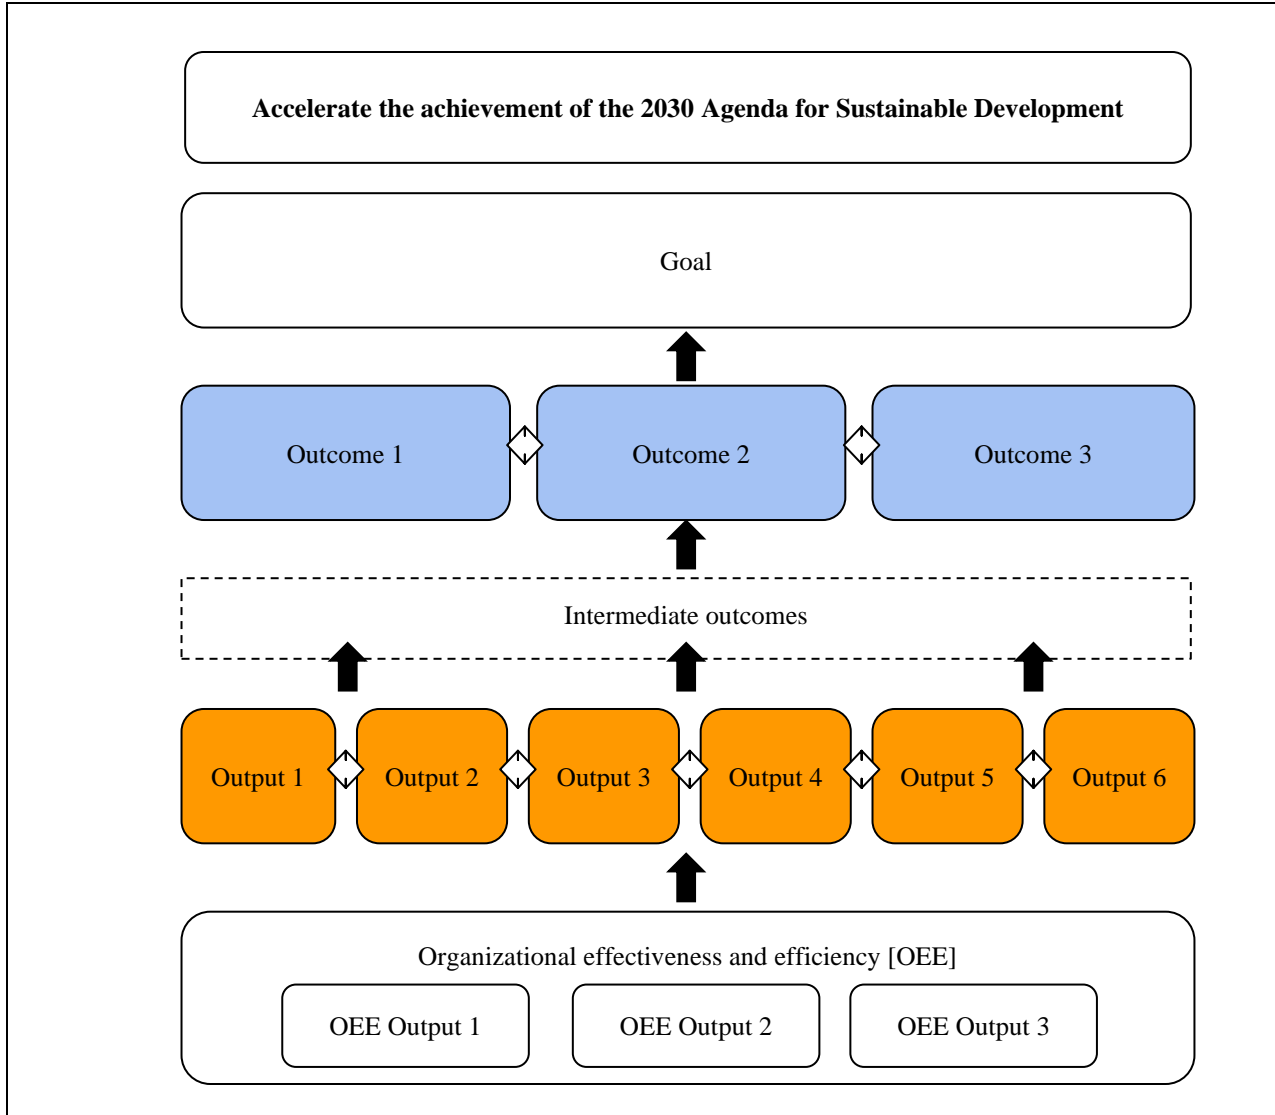 Accelerate the achievement of the 2030 Agenda for Sustainable Development
Goal
Outcome 1
Outcome 2
Outcome 3
Intermediate outcomes
Output 1
Output 2
Output 3
Output 4
Output 5
Output 6
Organizational effectiveness and efficiency [OEE]
OEE Output 1
OEE Output 2
OEE Output 3